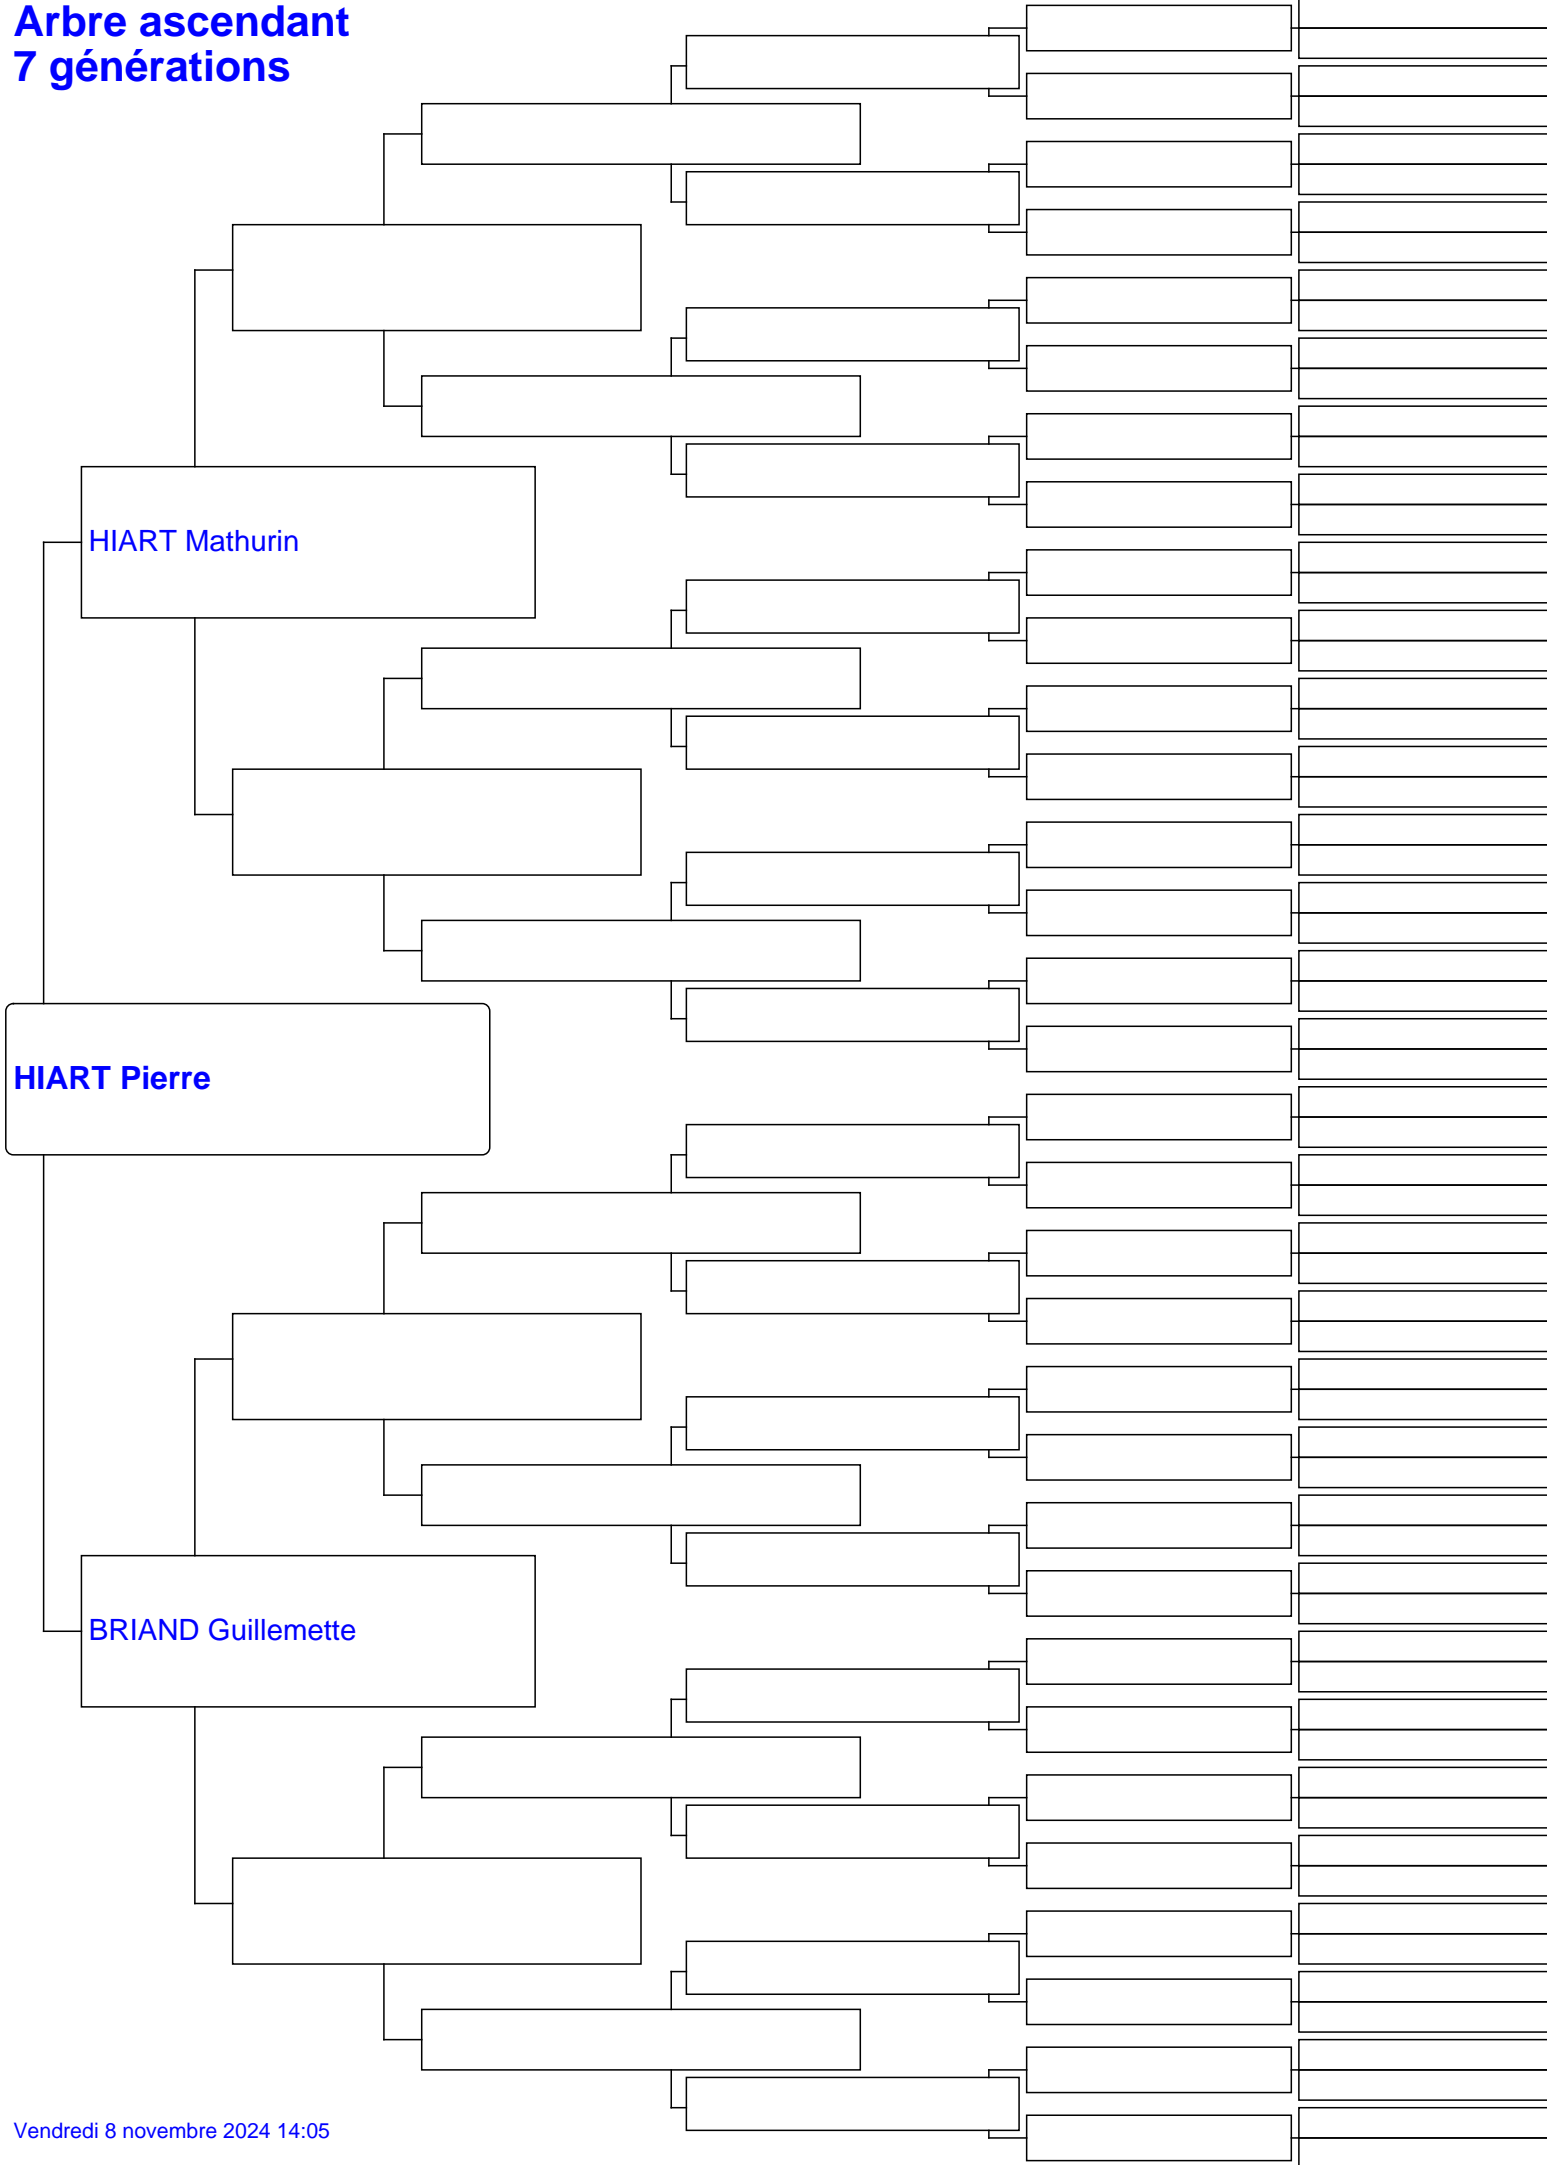 Arbre ascendant
7 générations
HIART Mathurin
HIART Pierre
BRIAND Guillemette
Vendredi 8 novembre 2024 14:05